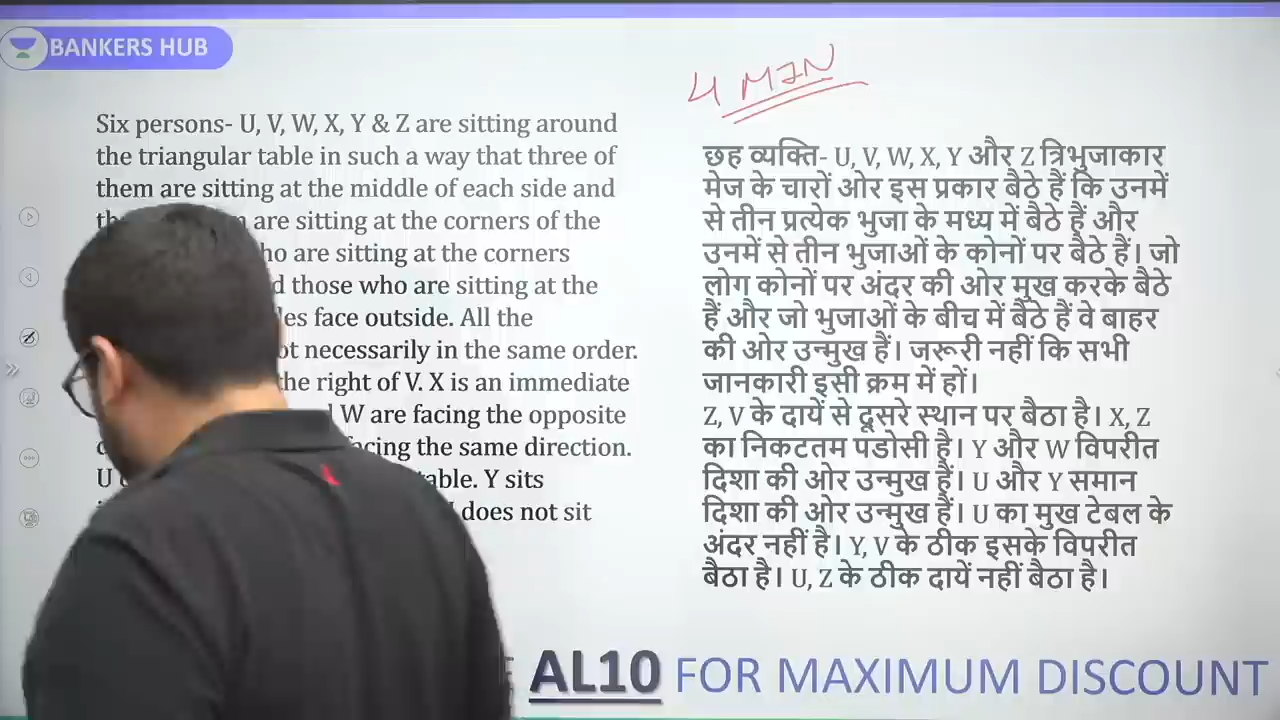 BANKERS HUB
4 MIN
Six persons- U, V, W, X, Y & Z are sitting around
the triangular table in such a way that three of
them are sitting at the middle of each side and
are sitting at the corners of the
are sitting at the corners
those who are sitting at the
face outside. All the
necessarily in the same order.
the right of V. X is an immediate
W are facing the opposite
facing the same direction.
U
table. Y sits
does not sit
छह व्यक्ति- U, V, W, X, Y और Z त्रिभुजाकार
मेज के चारों ओर इस प्रकार बैठे हैं कि उनमें
से तीन प्रत्येक भुजा के मध्य में बैठे हैं और
उनमें से तीन भुजाओं के कोनों पर बैठे हैं। जो
लोग कोनों पर अंदर की ओर मुख करके बैठे
हैं और जो भुजाओं के बीच में बैठे हैं वे बाहर
की ओर उन्मुख हैं। जरूरी नहीं कि सभी
जानकारी इसी क्रम में हों।
Z, V के दायें से दूसरे स्थान पर बैठा है। X, Z
का निकटतम पडोसी है। Y और W विपरीत
दिशा की ओर उन्मुख हैं। U और Y समान
दिशा की ओर उन्मुख हैं। U का मुख टेबल के
अंदर नहीं है। Y, V के ठीक इसके विपरीत
बैठा है। U, Z के ठीक दायें नहीं बैठा है।
AL10 FOR MAXIMUM DISCOUNT